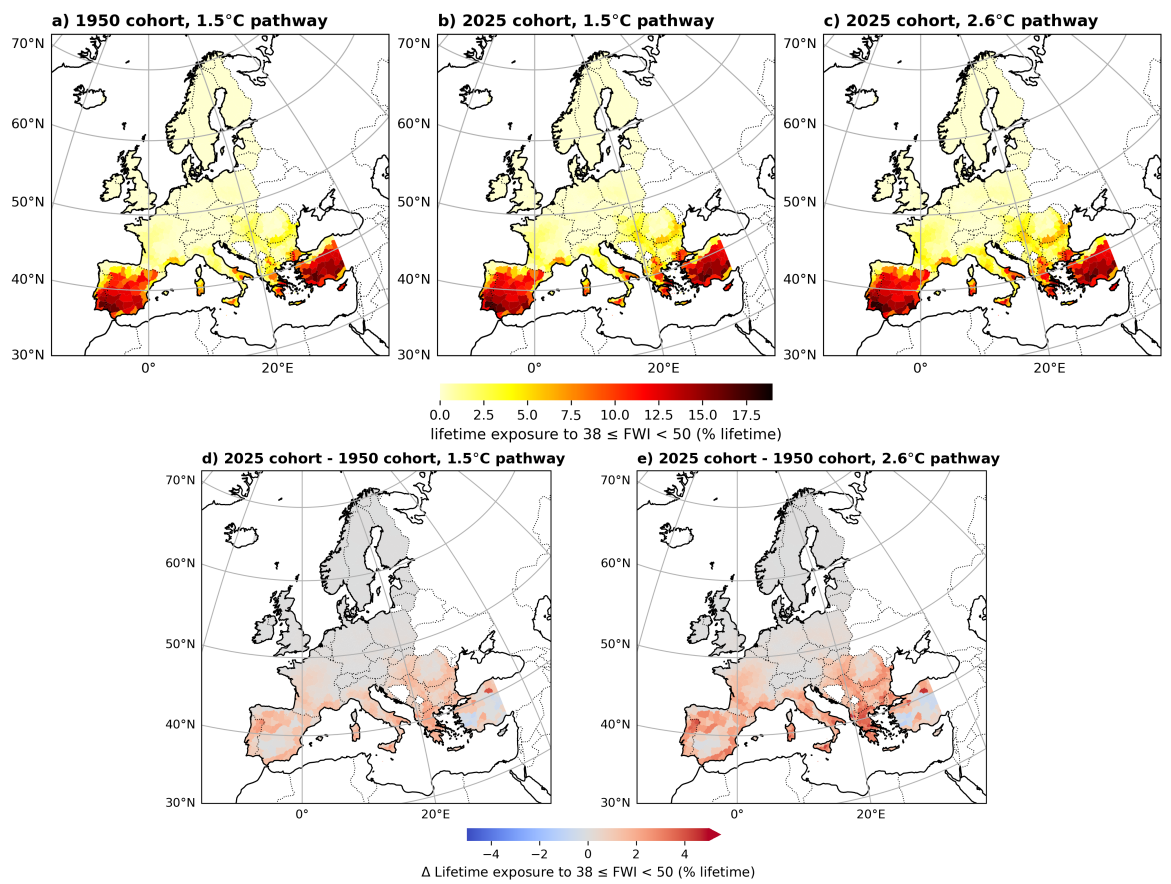 a) 1950 cohort, 1.5°C pathway
b) 2025 cohort, 1.5°C pathway
c) 2025 cohort, 2.6°C pathway
70°N
60°N
50°N
40°N
30°N
0°
20°E
70°N
60°N
50°N
40°N
30°N
0°
20°E
70°N
60°N
50°N
40°N
30°N
0°
20°E
0.0 2.5 5.0 7.5 10.0 12.5 15.0 17.5
lifetime exposure to 38 ≤ FWI < 50 (% lifetime)
d) 2025 cohort - 1950 cohort, 1.5°C pathway
e) 2025 cohort - 1950 cohort, 2.6°C pathway
70°N
60°N
50°N
40°N
30°N
0°
20°E
70°N
60°N
50°N
40°N
30°N
0°
20°E
−4 −2 0 2 4
Δ Lifetime exposure to 38 ≤ FWI < 50 (% lifetime)